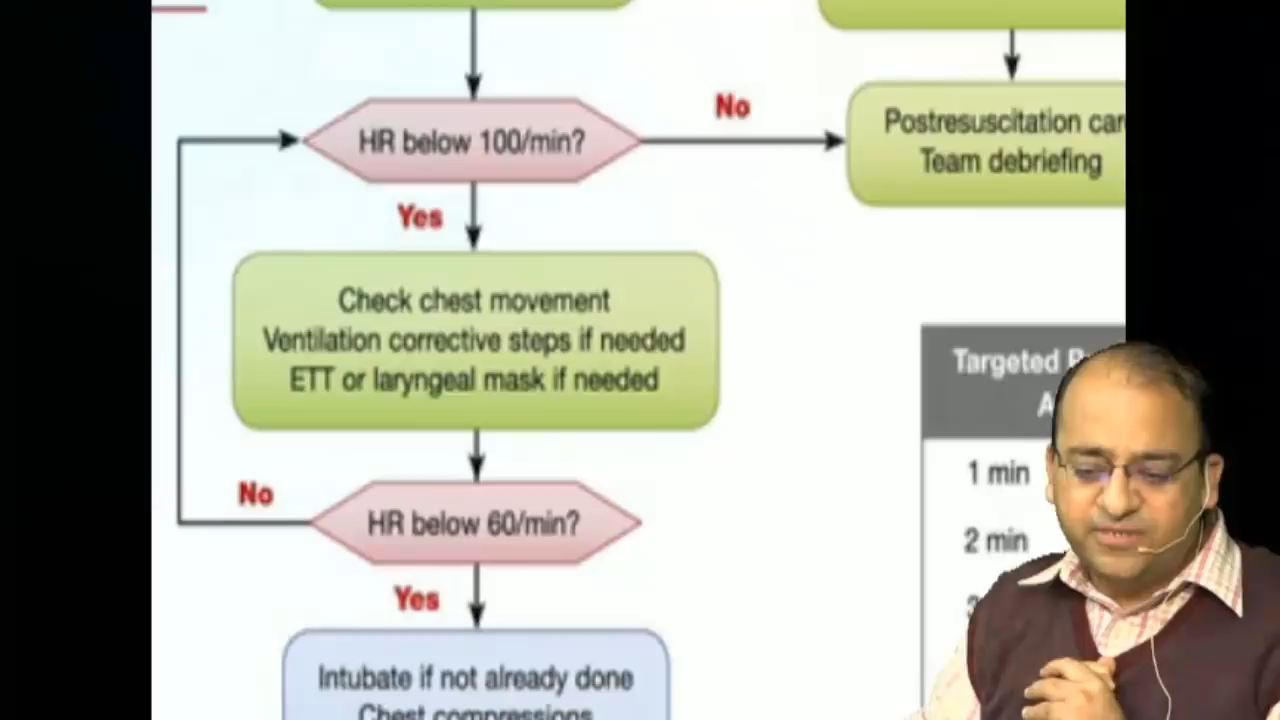 HR below 100/min?
No
Postresuscitation
Team debriefing
Yes
Check chest movement
Ventilation corrective steps if needed
ETT or laryngeal mask if needed
Targeted
1 min
No
HR below 60/min?
2 min
Yes
Intubate if not already done
Chest compressions